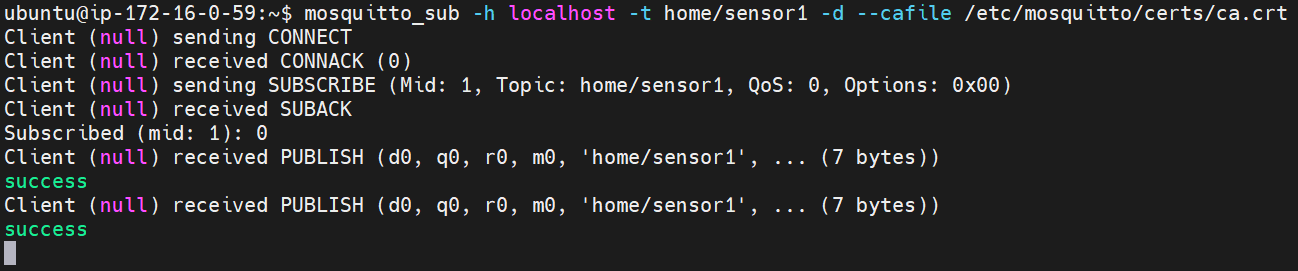 ubuntu@ip-172-16-0-59:~$ mosquitto_sub -h localhost -t home/sensor1 -d --cafile /etc/mosquitto/certs/ca.crt
Client (null) sending CONNECT
Client (null) received CONNACK (0)
Client (null) sending SUBSCRIBE (Mid: 1, Topic: home/sensor1, QoS: 0, Options: 0x00)
Client (null) received SUBACK
Subscribed (mid: 1): 0
Client (null) received PUBLISH (d0, q0, r0, m0, 'home/sensor1', ... (7 bytes))
success
Client (null) received PUBLISH (d0, q0, r0, m0, 'home/sensor1', ... (7 bytes))
success